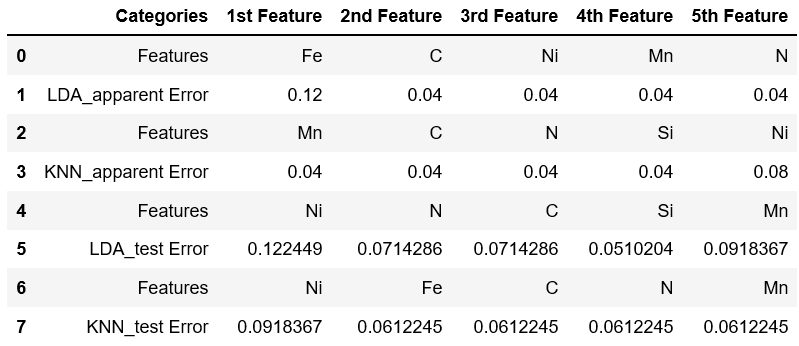 Categories 1st Feature 2nd Feature 3rd Feature 4th Feature 5th Feature
0 Features Fe C Ni Mn N
1 LDA_apparent Error 0.12 0.04 0.04 0.04 0.04
2 Features Mn C N Si Ni
3 KNN_apparent Error 0.04 0.04 0.04 0.04 0.08
4 Features Ni N C Si Mn
5 LDA_test Error 0.122449 0.0714286 0.0714286 0.0510204 0.0918367
6 Features Ni Fe C N Mn
7 KNN_test Error 0.0918367 0.0612245 0.0612245 0.0612245 0.0612245